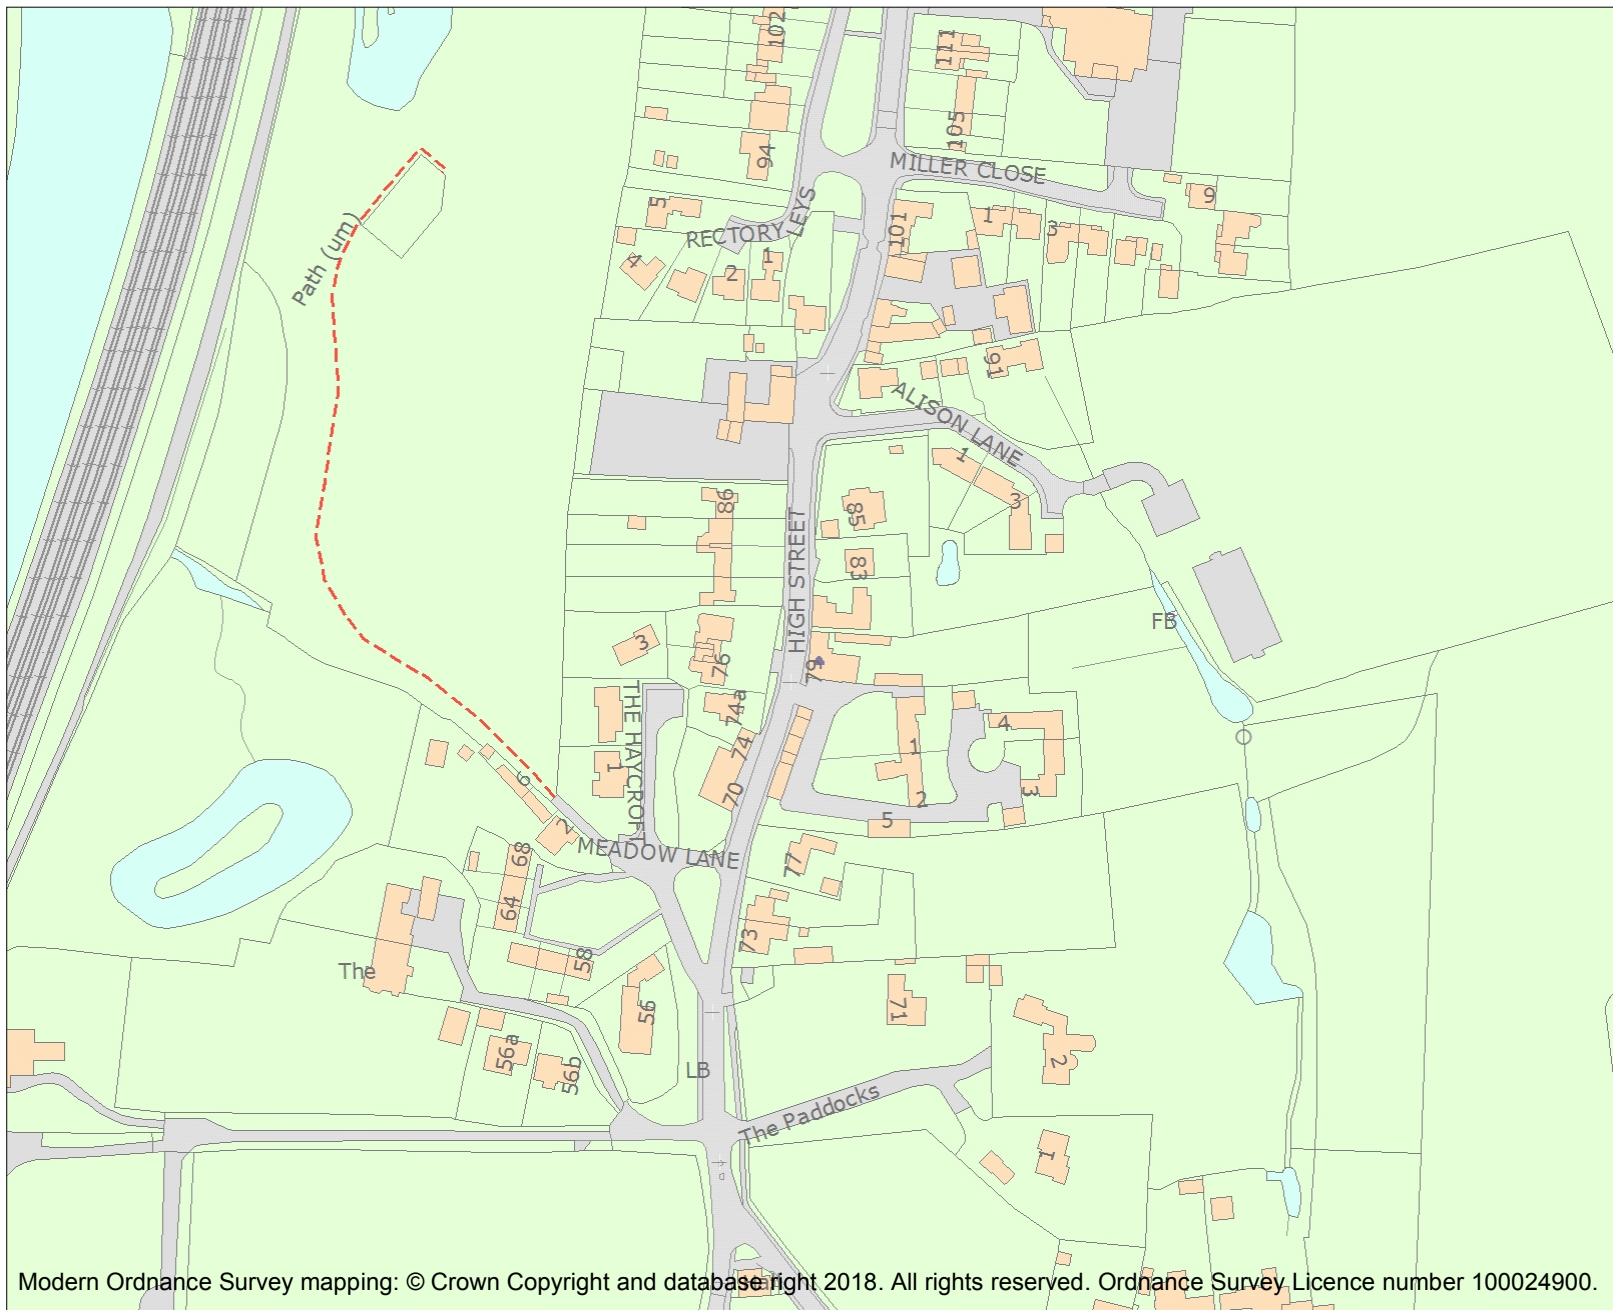 102
111
105
MILLER CLOSE
94
9
5
LEYS
RECTORY
101
1
3
Path (um)
4
2
1
91
ALISON LANE
1
3
86
85
HIGH STREET
83
FB
3
76
79
THE HAYCROFT
74a
74
1
4
1
70
6
2
3
5
2
MEADOW LANE
68
77
64
73
58
The
56
71
56a
56b
2
LB
The Paddocks
1
Modern Ordnance Survey mapping: © Crown Copyright and database right 2018. All rights reserved. Ordnance Survey Licence number 100024900.